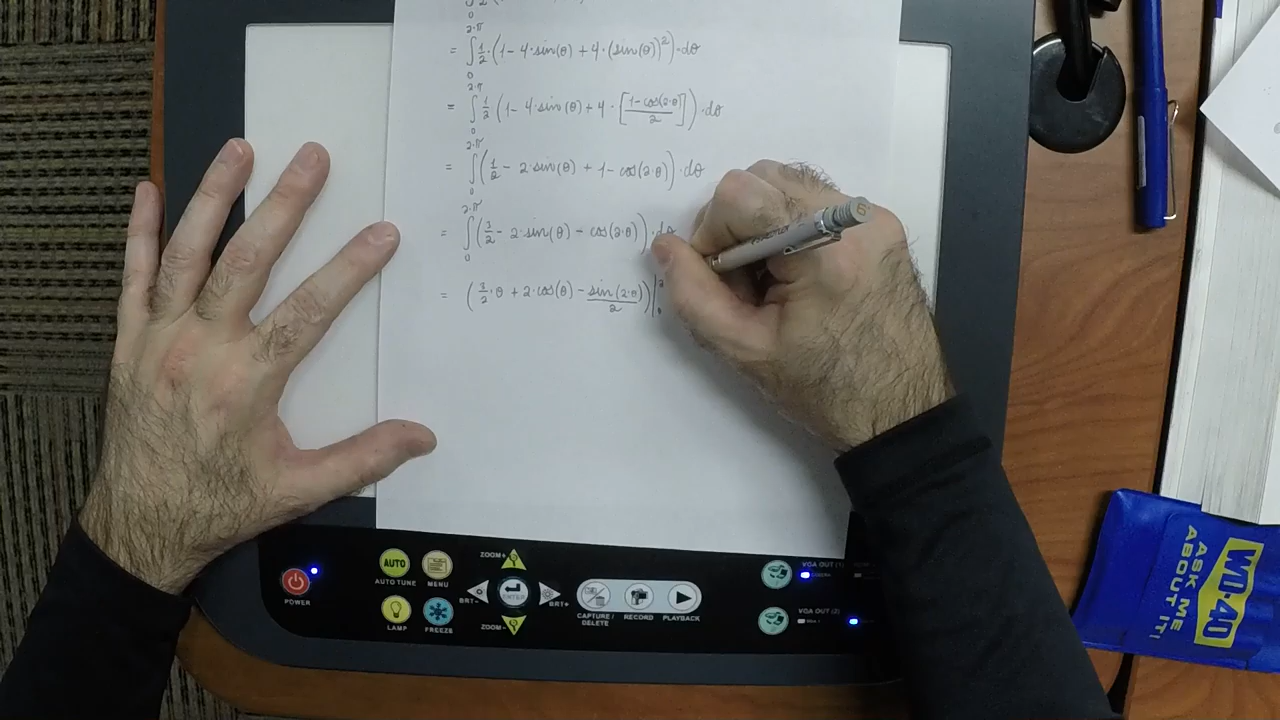 2·π
= ∫ 1/2·(1-4·sin(θ)+4·(sin(θ))²)·dθ
0
2·π
= ∫ 1/2 (1-4·sin(θ)+4·[(1-cos(2·θ))/2])·dθ
0
2·π
= ∫ (1/2 - 2·sin(θ) + 1-cos(2·θ))·dθ
0
2·π
= ∫ (3/2 - 2·sin(θ) - cos(2·θ))·dθ
0
= (3/2·θ + 2·cos(θ) - sin(2·θ)/2)|
2
0
POWER
AUTO
AUTO TUNE
MENU
LAMP
FREEZE
ZOOM+
BRT-
ENTER
BRT+
ZOOM-
CAPTURE/
DELETE
RECORD
PLAYBACK
VGA OUT (1)
VGA OUT (2)
WT-40
ASK ME
ABOUT IT!